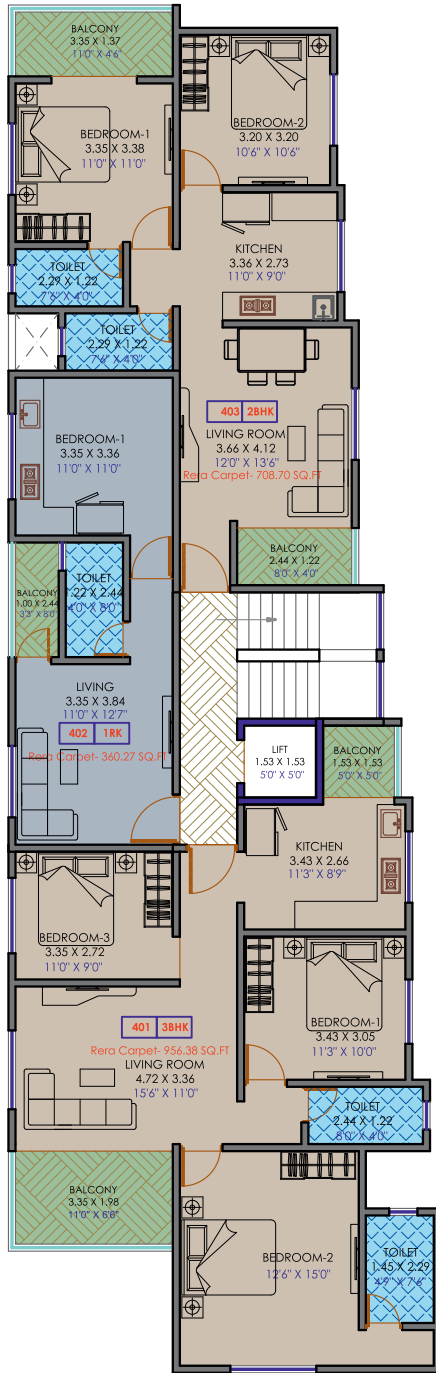 BALCONY
3.35 X 1.37
11'0" X 4'6"
BEDROOM-2
3.20 X 3.20
10'6" X 10'6"
BEDROOM-1
3.35 X 3.38
11'0" X 11'0"
KITCHEN
3.36 X 2.73
11'0" X 9'0"
TOILET
2.29 X 1.22
7'6" X 4'0"
TOILET
2.29 X 1.22
7'6" X 4'0"
403 2BHK
LIVING ROOM
3.66 X 4.12
12'0" X 13'6"
Rera Carpet- 708.70 SQ.FT
BEDROOM-1
3.35 X 3.36
11'0" X 11'0"
BALCONY
2.44 X 1.22
8'0" X 4'0"
TOILET
1.22 X 2.44
4'0" X 8'0"
BALCONY
1.00 X 2.44
3'3" X 8'0"
LIVING
3.35 X 3.84
11'0" X 12'7"
402 1RK
Rera Carpet- 360.27 SQ.FT
LIFT
1.53 X 1.53
5'0" X 5'0"
BALCONY
1.53 X 1.53
5'0" X 5'0"
KITCHEN
3.43 X 2.66
11'3" X 8'9"
BEDROOM-3
3.35 X 2.72
11'0" X 9'0"
401 3BHK
Rera Carpet- 956.38 SQ.FT
LIVING ROOM
4.72 X 3.36
15'6" X 11'0"
BEDROOM-1
3.43 X 3.05
11'3" X 10'0"
TOILET
2.44 X 1.22
8'0" X 4'0"
BALCONY
3.35 X 1.98
11'0" X 6'6"
BEDROOM-2
12'6" X 15'0"
TOILET
1.45 X 2.29
4'9" X 7'6"